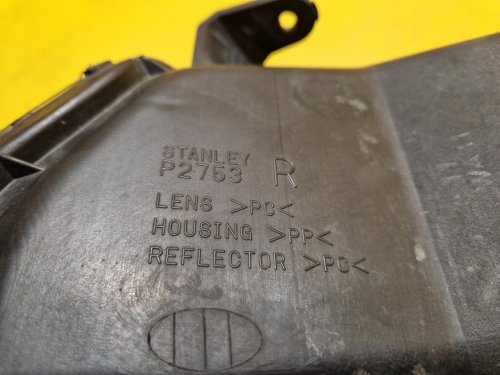 STANLEY
P2753 R
LENS >PC<
HOUSING >PP<
REFLECTOR >PC<